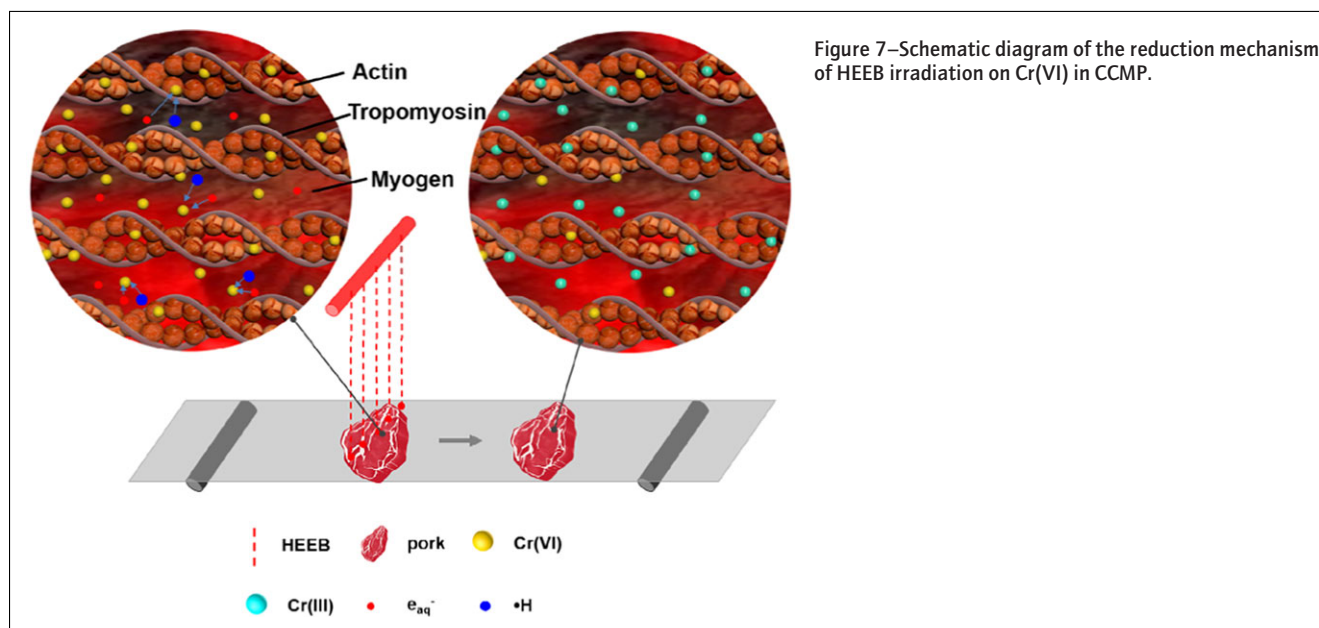 Figure 7–Schematic diagram of the reduction mechanism
of HEEB irradiation on Cr(VI) in CCMP.
Actin
Tropomyosin
Myogen
HEEB
pork
Cr(VI)
Cr(III)
eaq-
•H